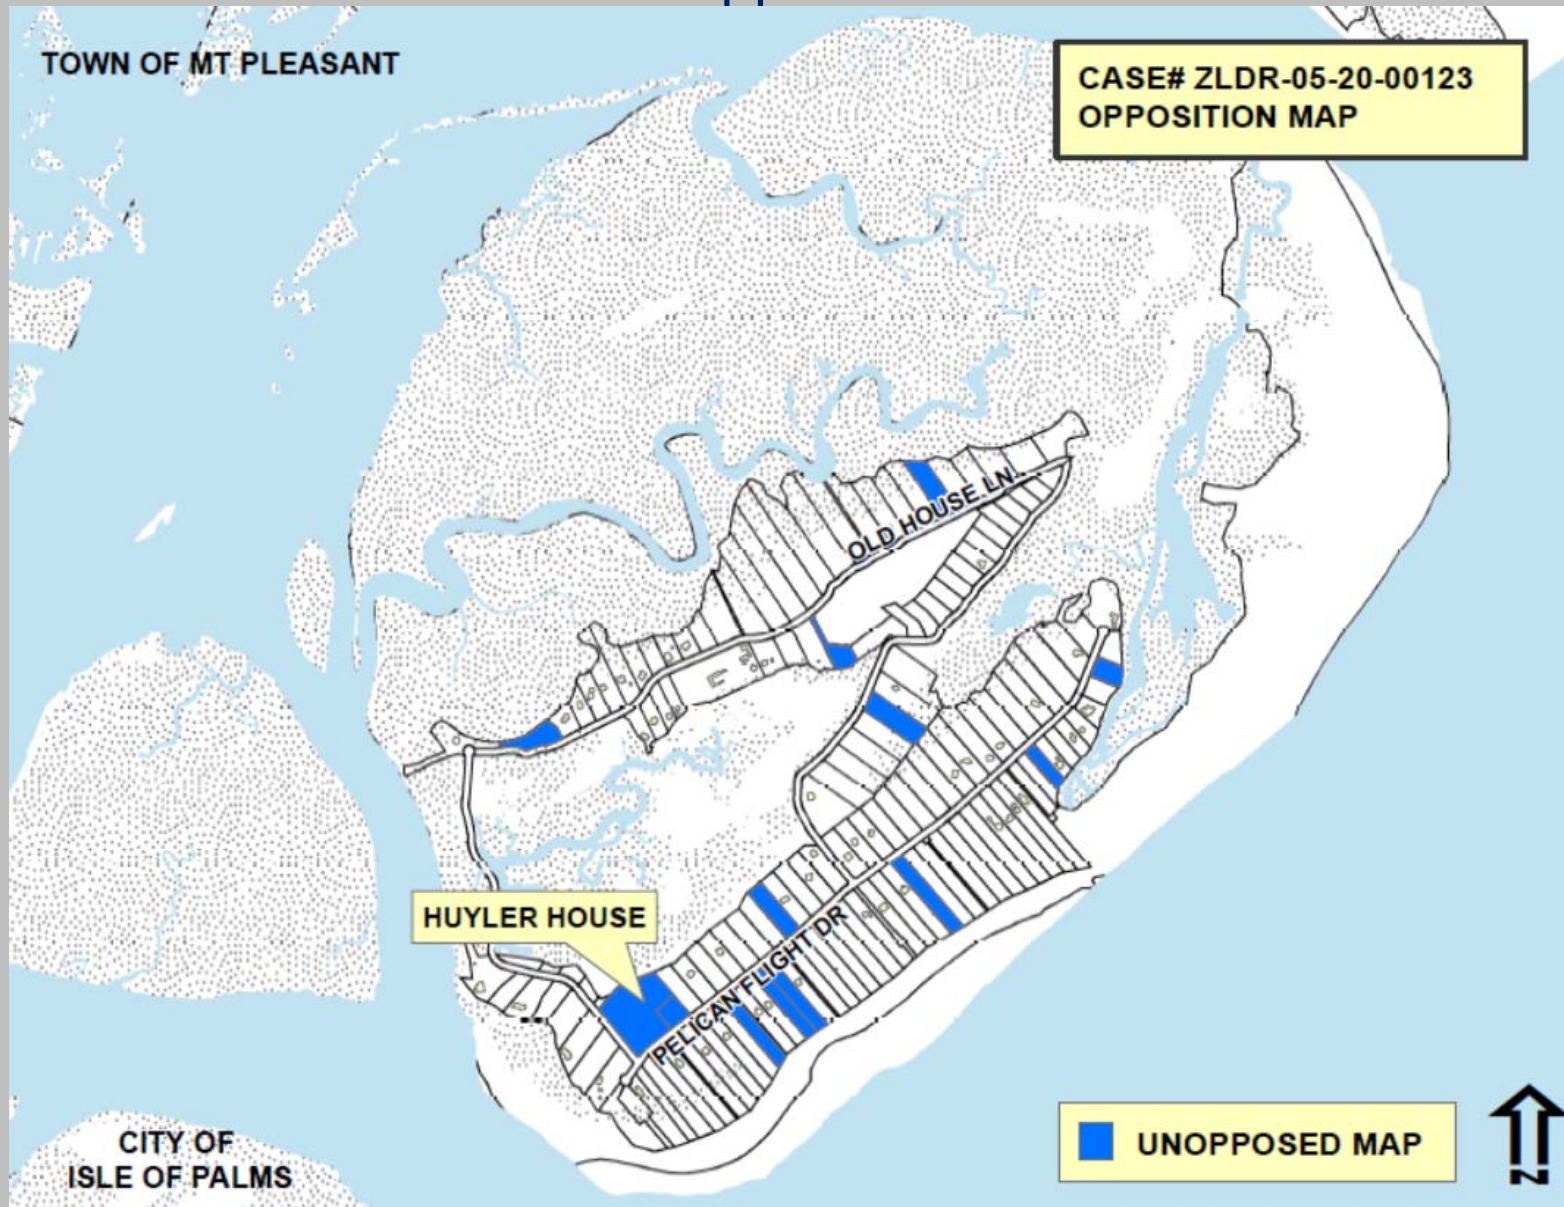 TOWN OF MT PLEASANT
CASE# ZLDR-05-20-00123
OPPOSITION MAP
OLD HOUSE LN
HUYLER HOUSE
PELICAN FLIGHT DR
CITY OF
ISLE OF PALMS
UNOPPOSED MAP
N